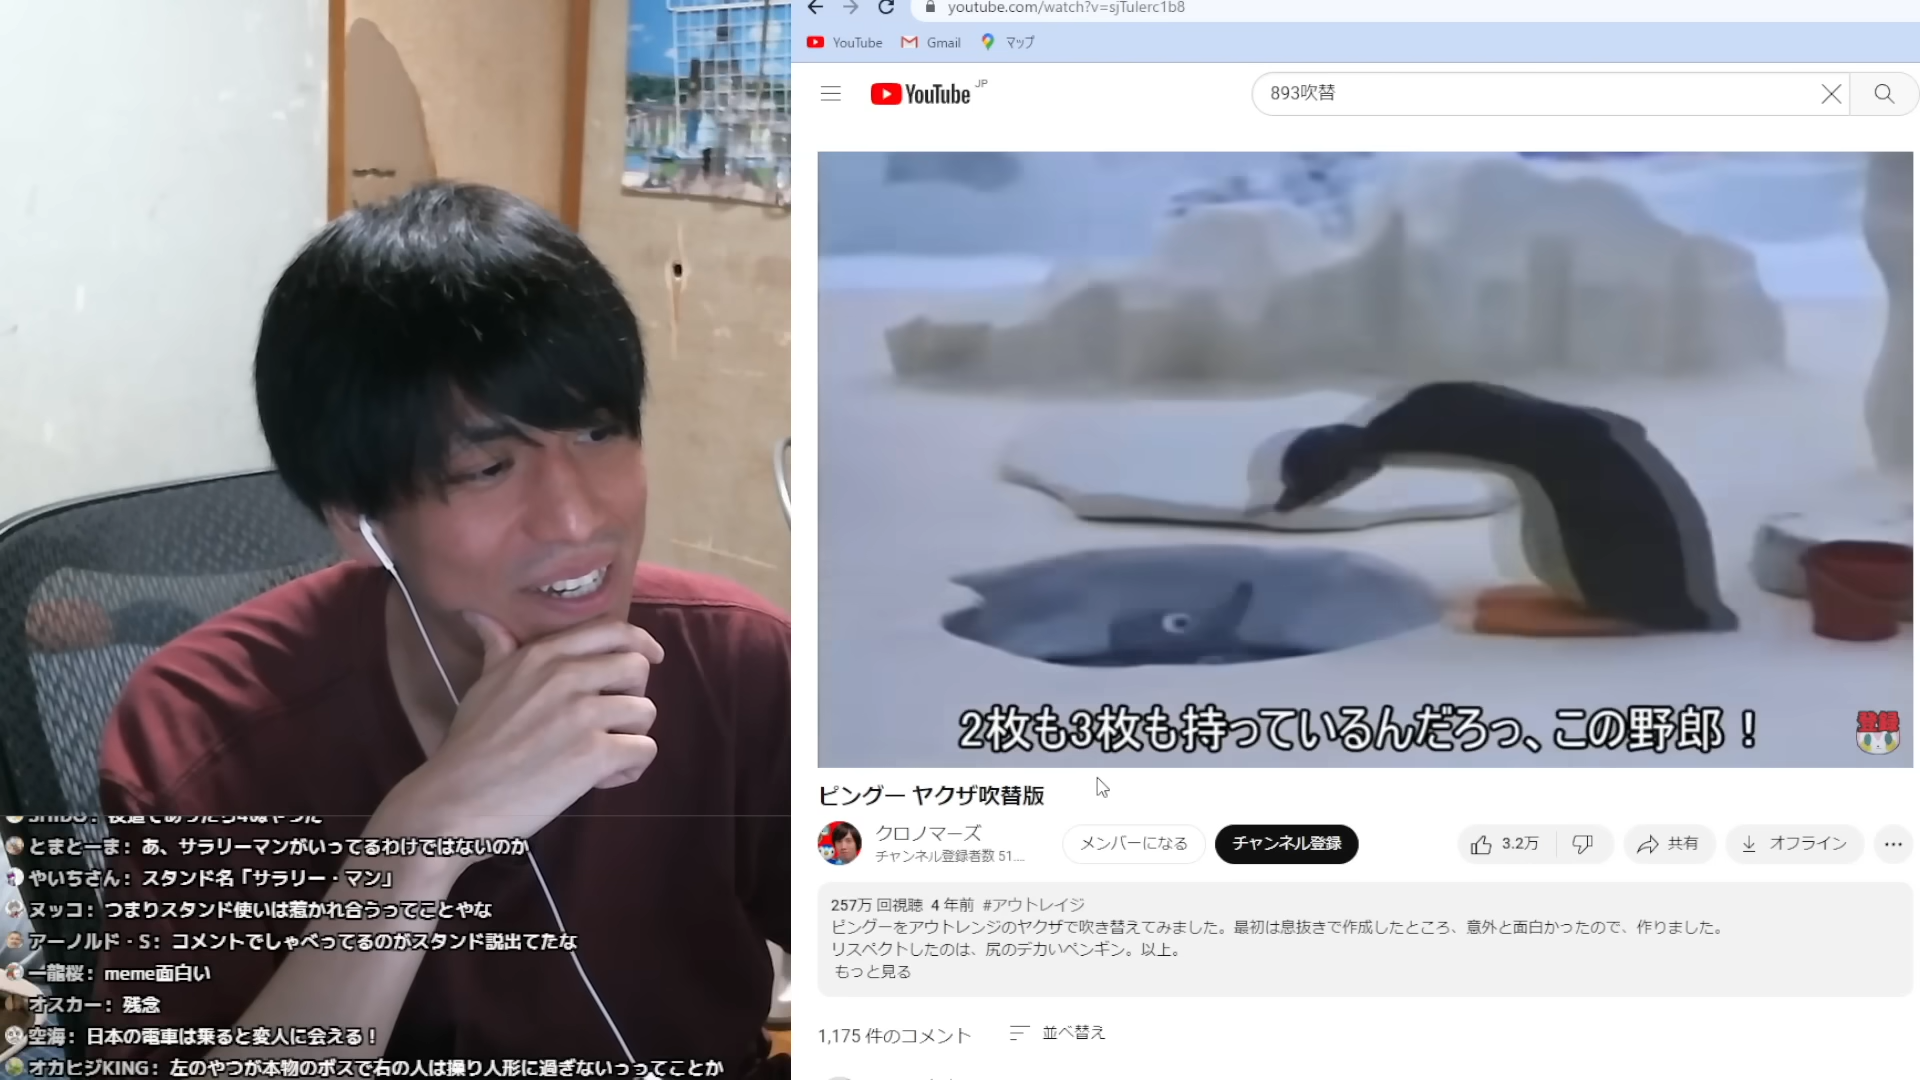 youtube.com/watch?v=sjTulerc1b8
YouTube Gmail マップ
YouTube JP
893吹替
2枚も3枚も持っているんだろっ、この野郎！
登録
ピングー ヤクザ吹替版
クロノマーズ
チャンネル登録者数 51....
メンバーになる
チャンネル登録
3.2万
共有
オフライン
257万 回視聴 4 年前 #アウトレイジ
ピングーをアウトレンジのヤクザで吹き替えてみました。最初は息抜きで作成したところ、意外と面白かったので、作りました。
リスペクトしたのは、尻のデカいペンギン。以上。
もっと見る
1,175 件のコメント
並べ替え
とまとーま： あ、サラリーマンがいってるわけではないのか
やいちさん： スタンド名「サラリー・マン」
ヌッコ： つまりスタンド使いは惹かれ合うってことやな
アーノルド・S： コメントでしゃべってるのがスタンド説出てたな
一龍桜： meme面白い
オスカー： 残念
空海： 日本の電車は乗ると変人に会える！
オカヒジKING： 左のやつが本物のボスで右の人は操り人形に過ぎないっってことか